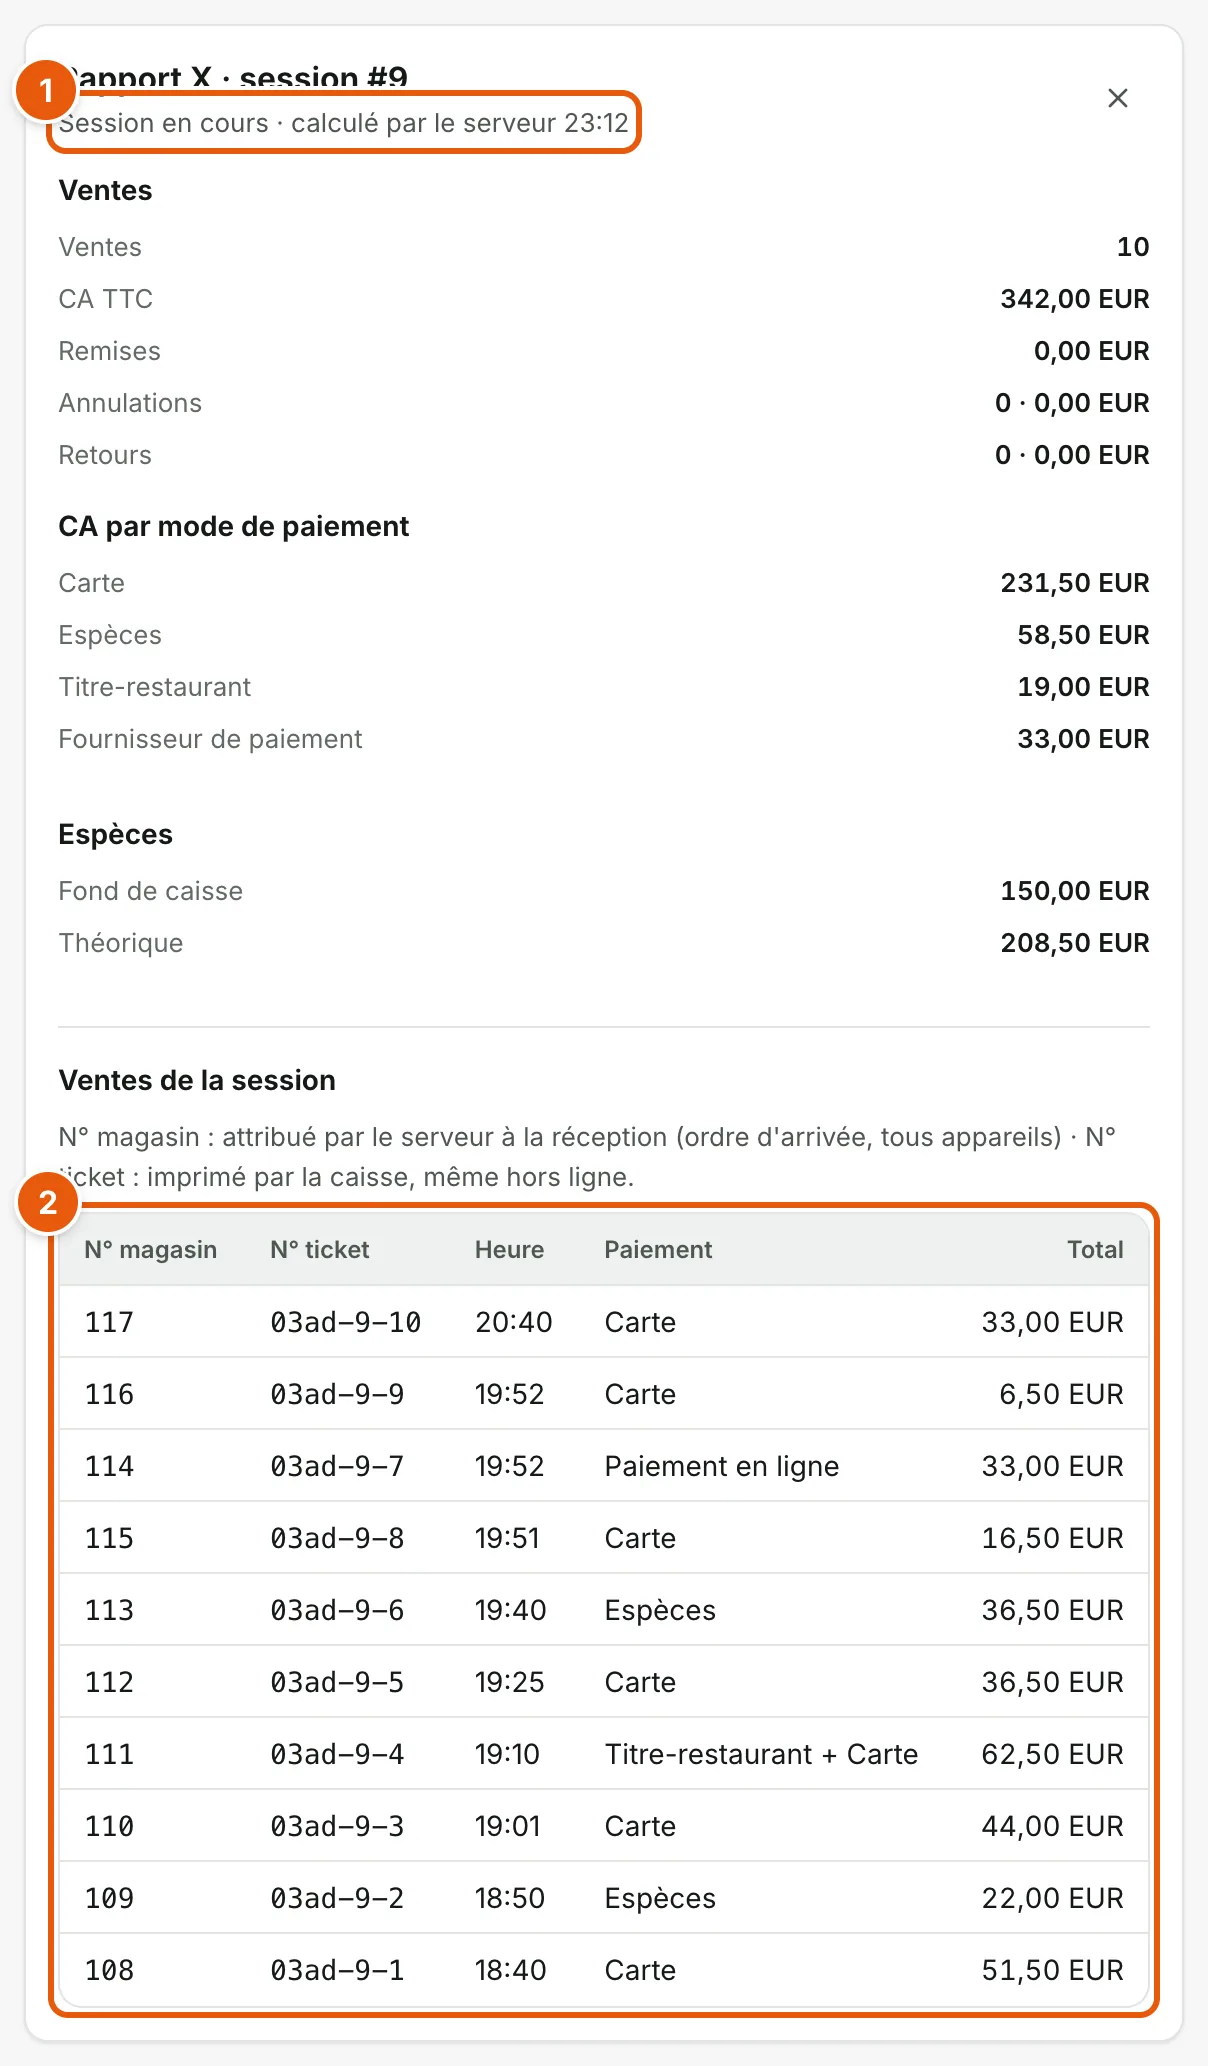 1
Rapport X · session #9
Session en cours · calculé par le serveur 23:12
Ventes
Ventes 10
CA TTC 342,00 EUR
Remises 0,00 EUR
Annulations 0 · 0,00 EUR
Retours 0 · 0,00 EUR
CA par mode de paiement
Carte 231,50 EUR
Espèces 58,50 EUR
Titre-restaurant 19,00 EUR
Fournisseur de paiement 33,00 EUR
Espèces
Fond de caisse 150,00 EUR
Théorique 208,50 EUR
Ventes de la session
N° magasin : attribué par le serveur à la réception (ordre d'arrivée, tous appareils) · N°
ticket : imprimé par la caisse, même hors ligne.
2
N° magasin N° ticket Heure Paiement Total
117 03ad-9-10 20:40 Carte 33,00 EUR
116 03ad-9-9 19:52 Carte 6,50 EUR
114 03ad-9-7 19:52 Paiement en ligne 33,00 EUR
115 03ad-9-8 19:51 Carte 16,50 EUR
113 03ad-9-6 19:40 Espèces 36,50 EUR
112 03ad-9-5 19:25 Carte 36,50 EUR
111 03ad-9-4 19:10 Titre-restaurant + Carte 62,50 EUR
110 03ad-9-3 19:01 Carte 44,00 EUR
109 03ad-9-2 18:50 Espèces 22,00 EUR
108 03ad-9-1 18:40 Carte 51,50 EUR